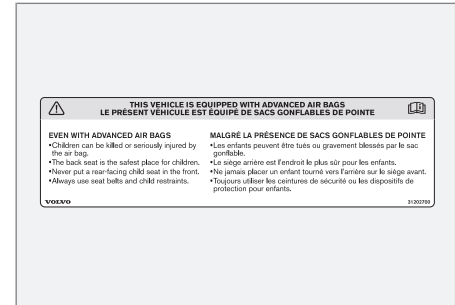 THIS VEHICLE IS EQUIPPED WITH ADVANCED AIR BAGS
LE PRÉSENT VÉHICULE EST ÉQUIPÉ DE SACS GONFLABLES DE POINTE
EVEN WITH ADVANCED AIR BAGS
•Children can be killed or seriously injured by
the air bag.
•The back seat is the safest place for children.
•Never put a rear-facing child seat in the front.
•Always use seat belts and child restraints.
MALGRÉ LA PRÉSENCE DE SACS GONFLABLES DE POINTE
•Les enfants peuvent être tués ou gravement blessés par le sac
gonflable.
•Le siège arrière est l'endroit le plus sûr pour les enfants.
•Ne jamais placer un enfant tourné vers l'arrière sur le siège avant.
•Toujours utiliser les ceintures de sécurité ou les dispositifs de
protection pour enfants.
VOLVO
31202700